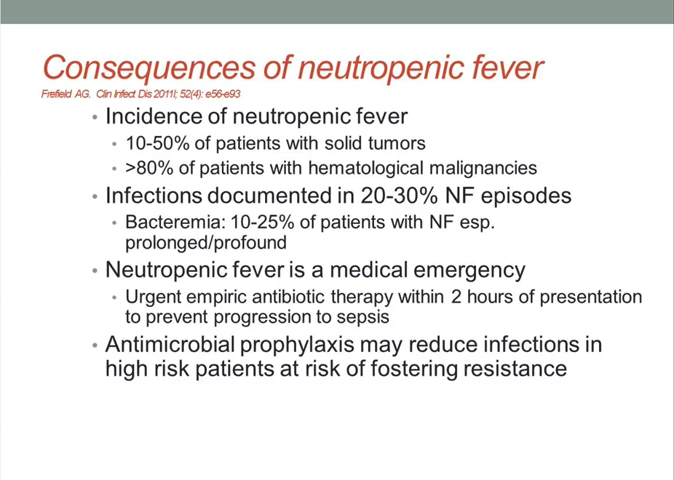 Consequences of neutropenic fever
Frefield AG. Clin Infect Dis 2011l; 52(4): e56-e93
• Incidence of neutropenic fever
• 10-50% of patients with solid tumors
• >80% of patients with hematological malignancies
• Infections documented in 20-30% NF episodes
• Bacteremia: 10-25% of patients with NF esp.
prolonged/profound
• Neutropenic fever is a medical emergency
• Urgent empiric antibiotic therapy within 2 hours of presentation
to prevent progression to sepsis
• Antimicrobial prophylaxis may reduce infections in
high risk patients at risk of fostering resistance